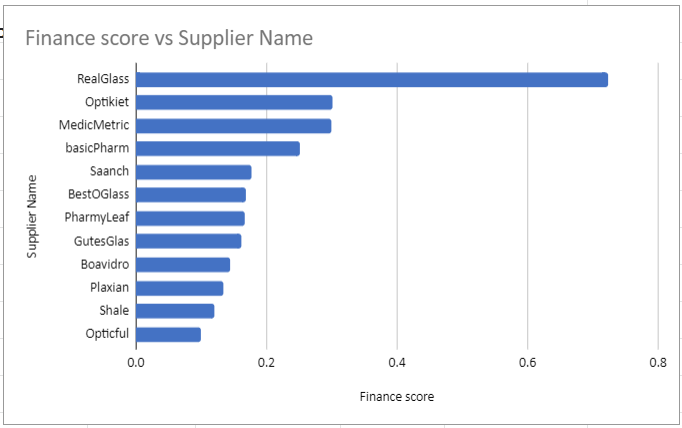 Finance score vs Supplier Name
Supplier Name
RealGlass
Optikiet
MedicMetric
basicPharm
Saanch
BestOGlass
PharmyLeaf
GutesGlas
Boavidro
Plaxian
Shale
Opticful
0.0 0.2 0.4 0.6 0.8
Finance score